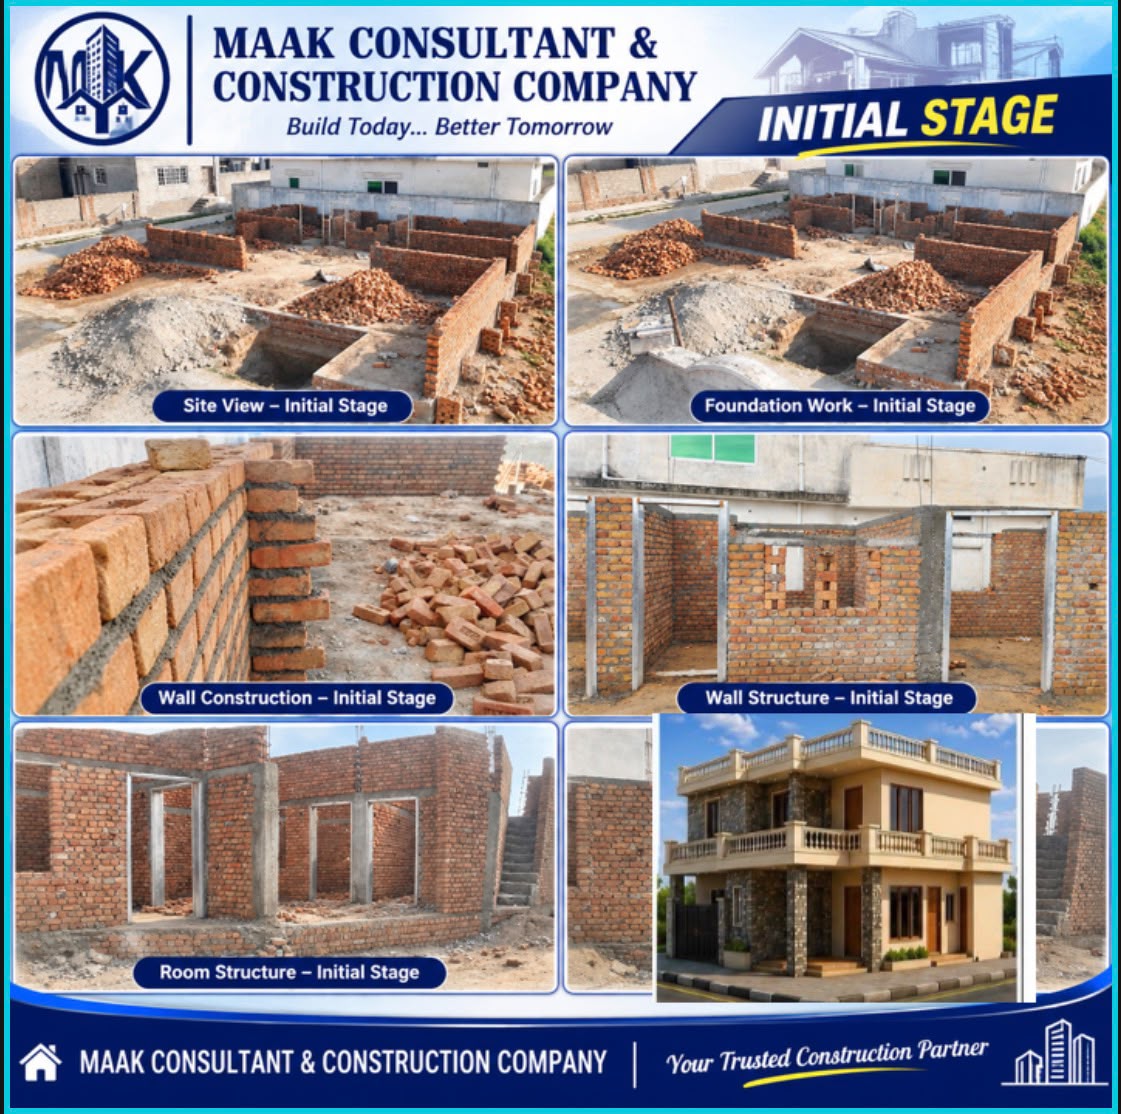 MK
MAAK CONSULTANT &
CONSTRUCTION COMPANY
Build Today... Better Tomorrow
INITIAL STAGE
Site View – Initial Stage
Foundation Work – Initial Stage
Wall Construction – Initial Stage
Wall Structure – Initial Stage
Room Structure – Initial Stage
MAAK CONSULTANT & CONSTRUCTION COMPANY
Your Trusted Construction Partner